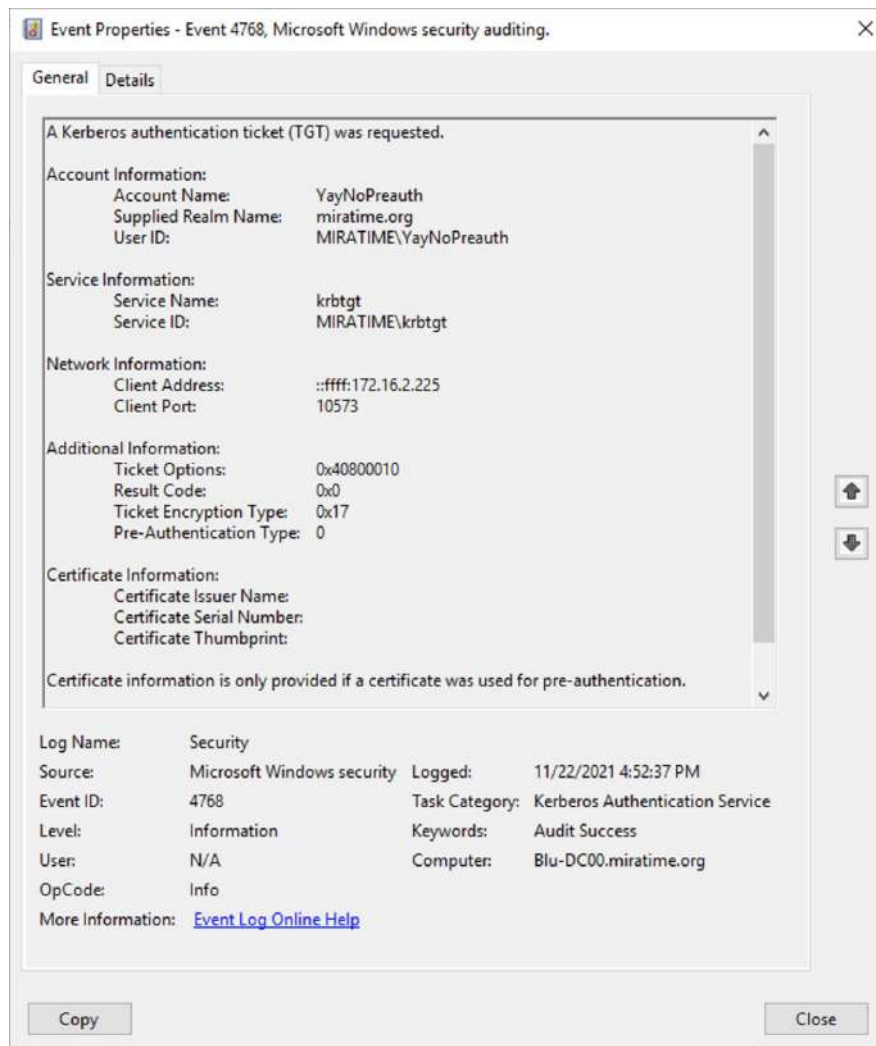 Event Properties - Event 4768, Microsoft Windows security auditing.
General Details
A Kerberos authentication ticket (TGT) was requested.
Account Information:
Account Name: YayNoPreauth
Supplied Realm Name: miratime.org
User ID: MIRATIME\YayNoPreauth
Service Information:
Service Name: krbtgt
Service ID: MIRATIME\krbtgt
Network Information:
Client Address: ::ffff:172.16.2.225
Client Port: 10573
Additional Information:
Ticket Options: 0x40800010
Result Code: 0x0
Ticket Encryption Type: 0x17
Pre-Authentication Type: 0
Certificate Information:
Certificate Issuer Name:
Certificate Serial Number:
Certificate Thumbprint:
Certificate information is only provided if a certificate was used for pre-authentication.
Log Name: Security
Source: Microsoft Windows security Logged: 11/22/2021 4:52:37 PM
Event ID: 4768 Task Category: Kerberos Authentication Service
Level: Information Keywords: Audit Success
User: N/A Computer: Blu-DC00.miratime.org
OpCode: Info
More Information: Event Log Online Help
Copy Close